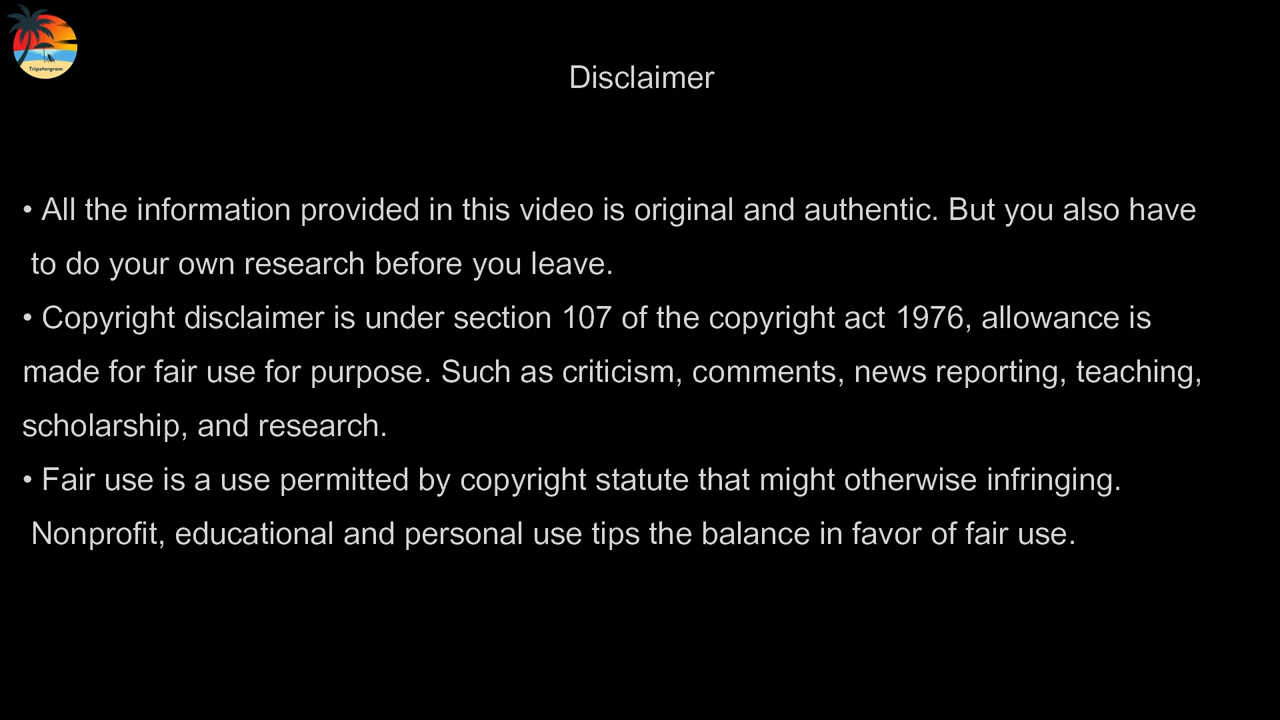 Tripstergram
Disclaimer
• All the information provided in this video is original and authentic. But you also have
to do your own research before you leave.
• Copyright disclaimer is under section 107 of the copyright act 1976, allowance is
made for fair use for purpose. Such as criticism, comments, news reporting, teaching,
scholarship, and research.
• Fair use is a use permitted by copyright statute that might otherwise infringing.
Nonprofit, educational and personal use tips the balance in favor of fair use.